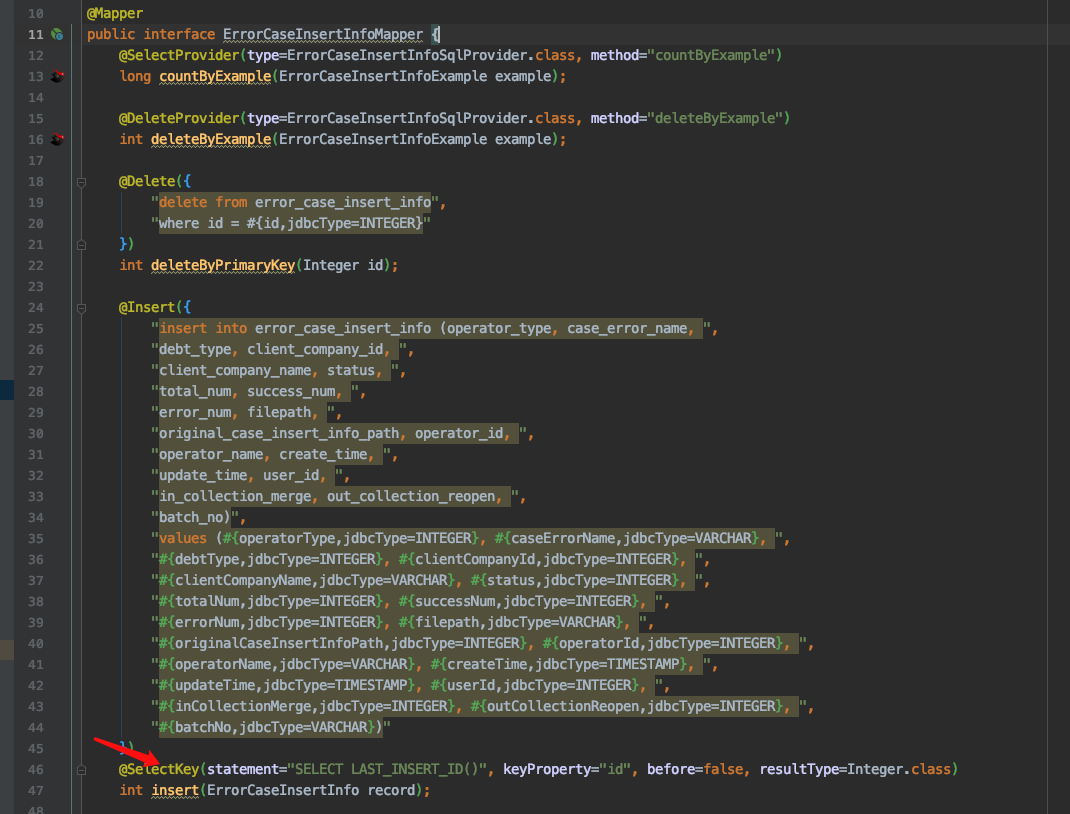 10 @Mapper
11 public interface ErrorCaseInsertInfoMapper {
12 @SelectProvider(type=ErrorCaseInsertInfoSqlProvider.class, method="countByExample")
13 long countByExample(ErrorCaseInsertInfoExample example);
14
15 @DeleteProvider(type=ErrorCaseInsertInfoSqlProvider.class, method="deleteByExample")
16 int deleteByExample(ErrorCaseInsertInfoExample example);
17
18 @Delete({
19 "delete from error_case_insert_info",
20 "where id = #{id,jdbcType=INTEGER}"
21 })
22 int deleteByPrimaryKey(Integer id);
23
24 @Insert({
25 "insert into error_case_insert_info (operator_type, case_error_name, ",
26 "debt_type, client_company_id, ",
27 "client_company_name, status, ",
28 "total_num, success_num, ",
29 "error_num, filepath, ",
30 "original_case_insert_info_path, operator_id, ",
31 "operator_name, create_time, ",
32 "update_time, user_id, ",
33 "in_collection_merge, out_collection_reopen, ",
34 "batch_no)",
35 "values (#{operatorType,jdbcType=INTEGER}, #{caseErrorName,jdbcType=VARCHAR}, ",
36 "#{debtType,jdbcType=INTEGER}, #{clientCompanyId,jdbcType=INTEGER}, ",
37 "#{clientCompanyName,jdbcType=VARCHAR}, #{status,jdbcType=INTEGER}, ",
38 "#{totalNum,jdbcType=INTEGER}, #{successNum,jdbcType=INTEGER}, ",
39 "#{errorNum,jdbcType=INTEGER}, #{filepath,jdbcType=VARCHAR}, ",
40 "#{originalCaseInsertInfoPath,jdbcType=INTEGER}, #{operatorId,jdbcType=INTEGER}, ",
41 "#{operatorName,jdbcType=VARCHAR}, #{createTime,jdbcType=TIMESTAMP}, ",
42 "#{updateTime,jdbcType=TIMESTAMP}, #{userId,jdbcType=INTEGER}, ",
43 "#{inCollectionMerge,jdbcType=INTEGER}, #{outCollectionReopen,jdbcType=INTEGER}, ",
44 "#{batchNo,jdbcType=VARCHAR})"
45 })
46 @SelectKey(statement="SELECT LAST_INSERT_ID()", keyProperty="id", before=false, resultType=Integer.class)
47 int insert(ErrorCaseInsertInfo record);
48